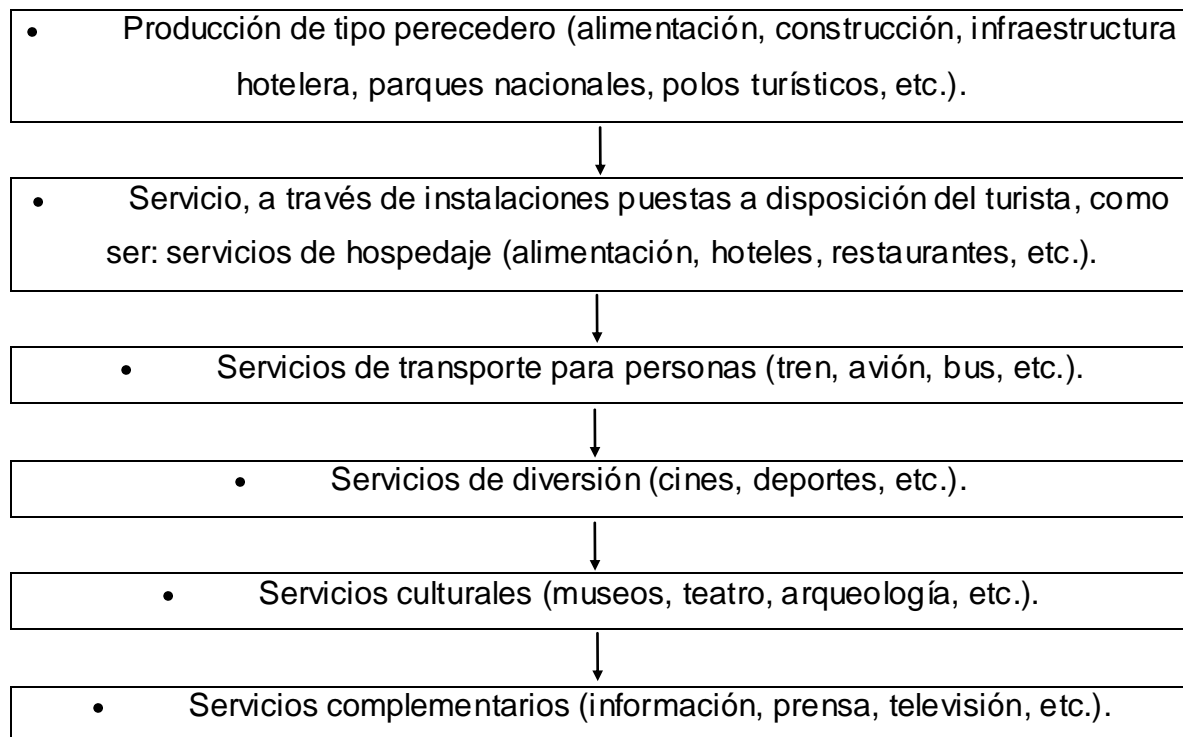 • Producción de tipo perecedero (alimentación, construcción, infraestructura
hotelera, parques nacionales, polos turísticos, etc.).
• Servicio, a través de instalaciones puestas a disposición del turista, como
ser: servicios de hospedaje (alimentación, hoteles, restaurantes, etc.).
• Servicios de transporte para personas (tren, avión, bus, etc.).
• Servicios de diversión (cines, deportes, etc.).
• Servicios culturales (museos, teatro, arqueología, etc.).
• Servicios complementarios (información, prensa, televisión, etc.).